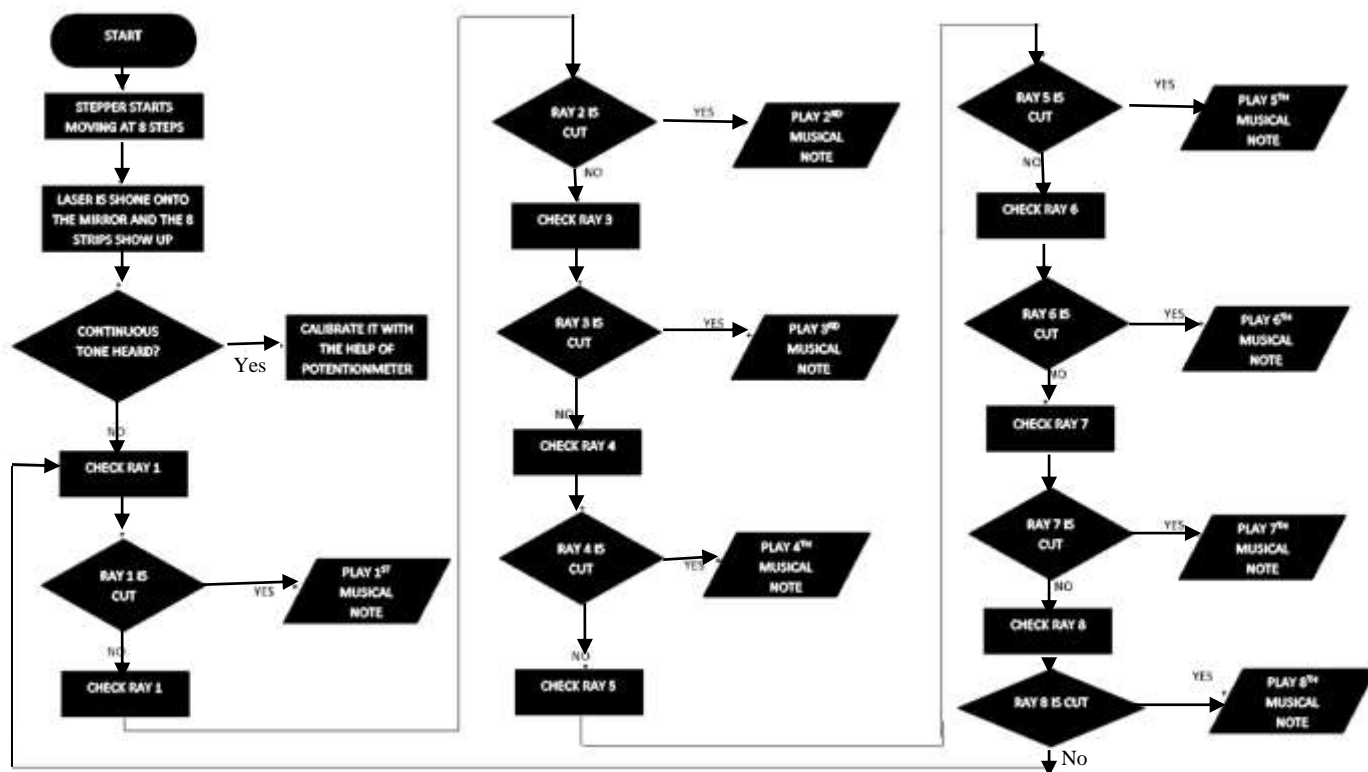 START
STEPPER STARTS
MOVING AT 8 STEPS
LASER IS SHONE ONTO
THE MIRROR AND THE 8
STRIPS SHOW UP
CONTINUOUS
TONE HEARD?
Yes
CALIBRATE IT WITH
THE HELP OF
POTENTIONMETER
NO
CHECK RAY 1
RAY 1 IS
CUT
YES
PLAY 1ST
MUSICAL
NOTE
NO
CHECK RAY 1
RAY 2 IS
CUT
YES
PLAY 2ND
MUSICAL
NOTE
NO
CHECK RAY 3
RAY 3 IS
CUT
YES
PLAY 3RD
MUSICAL
NOTE
NO
CHECK RAY 4
RAY 4 IS
CUT
YES
PLAY 4TH
MUSICAL
NOTE
NO
CHECK RAY 5
RAY 5 IS
CUT
YES
PLAY 5TH
MUSICAL
NOTE
NO
CHECK RAY 6
RAY 6 IS
CUT
YES
PLAY 6TH
MUSICAL
NOTE
NO
CHECK RAY 7
RAY 7 IS
CUT
YES
PLAY 7TH
MUSICAL
NOTE
NO
CHECK RAY 8
RAY 8 IS CUT
YES
PLAY 8TH
MUSICAL
NOTE
No